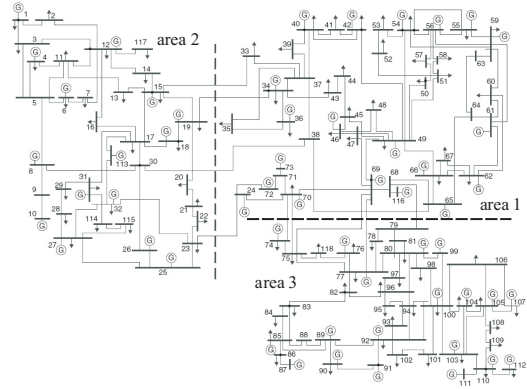 G G 1 2
G 3 G 4 11 G 12 117 area 2
14
5 G 6 7 13 15 G
16 19 G
17 18 G
G 8 31 113 G 30
9 29 G 32 20
10 G 28 21
22 G
114 115 23
27 G 26 G
25 G
G 40 41 G 42 53 G 54 G 56 G 55 G 59
39 33 52 57 58 63
37 44 51 50 60
34 G 43 64 G 61
35 36 G 45 48
G 46 47 49 G
38 67
G 73 71 G 69 68 66 G 62 G
24 G 72 G 70 G 116 G 65 G
area 1
area 3
G 74 118 G 76 78 79
75 77 G 80 G 81 G 99 G
97 98 106
82 96
83 95 94 100 G G 104 G 105 G 107 G
84 93 108
85 G 88 89 G 92 G 109
86 102 101 103 G 110 G 112 G
87 G 90 G 91 G 111 G